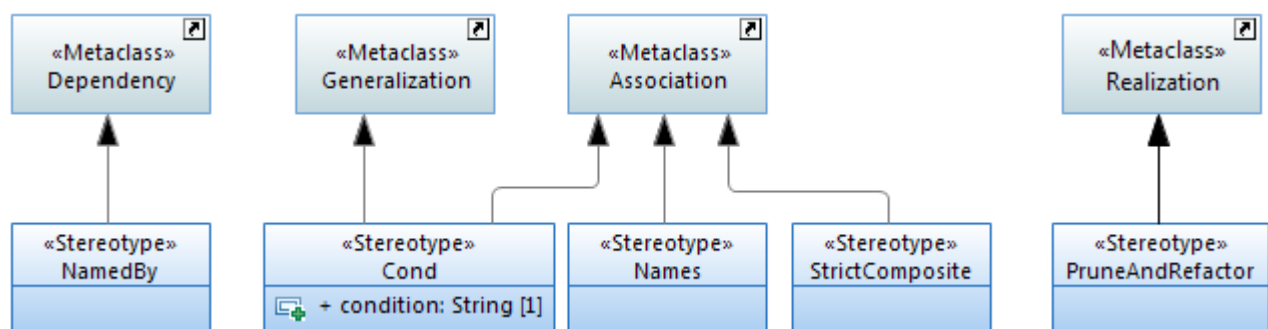 «Metaclass»
Dependency
«Metaclass»
Generalization
«Metaclass»
Association
«Metaclass»
Realization
«Stereotype»
NamedBy
«Stereotype»
Cond
+ condition: String [1]
«Stereotype»
Names
«Stereotype»
StrictComposite
«Stereotype»
PruneAndRefactor